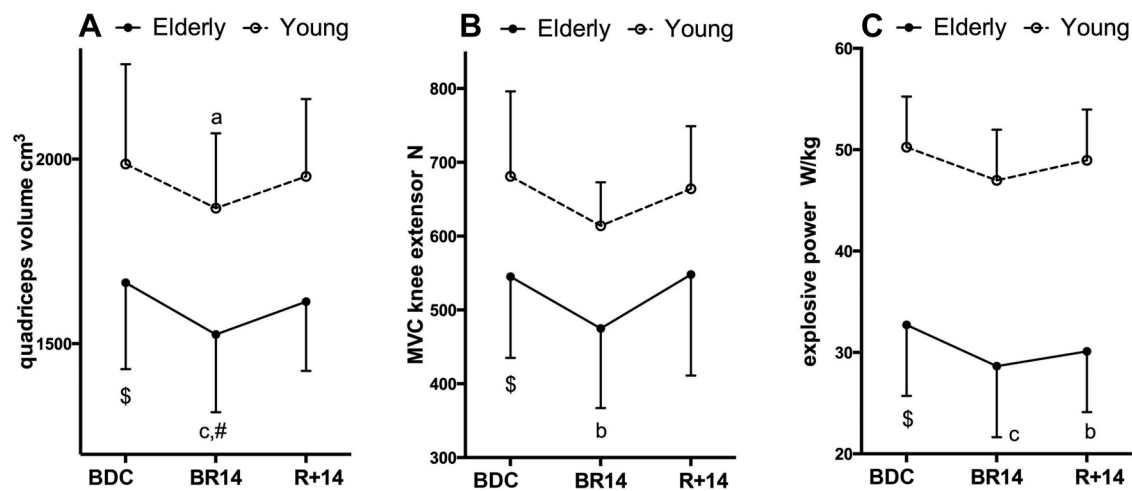 A
Elderly
Young
quadriceps volume cm³
2000
1500
a
$
c,#
BDC
BR14
R+14
B
Elderly
Young
MVC knee extensor N
800
700
600
500
400
300
$
b
BDC
BR14
R+14
C
Elderly
Young
explosive power W/kg
60
50
40
30
20
$
c
b
BDC
BR14
R+14